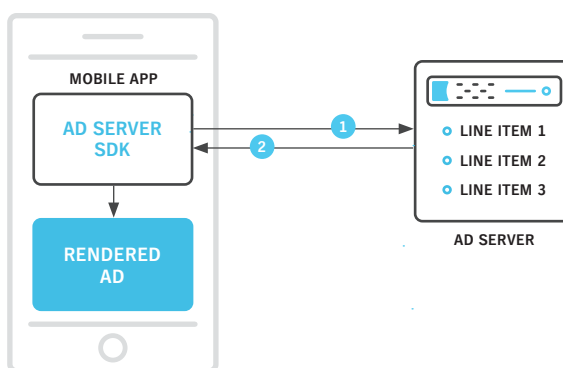 MOBILE APP
AD SERVER
SDK
1
2
RENDERED
AD
LINE ITEM 1
LINE ITEM 2
LINE ITEM 3
AD SERVER